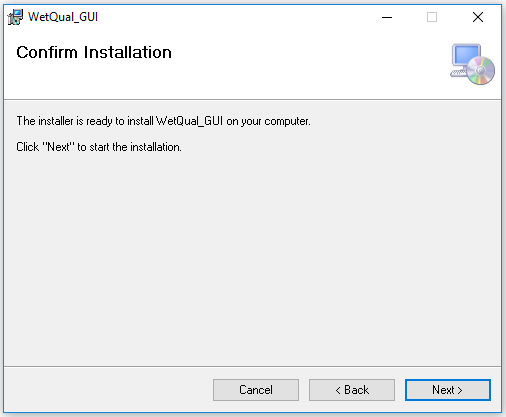 WetQual_GUI
Confirm Installation
The installer is ready to install WetQual_GUI on your computer.
Click "Next" to start the installation.
Cancel
< Back
Next >